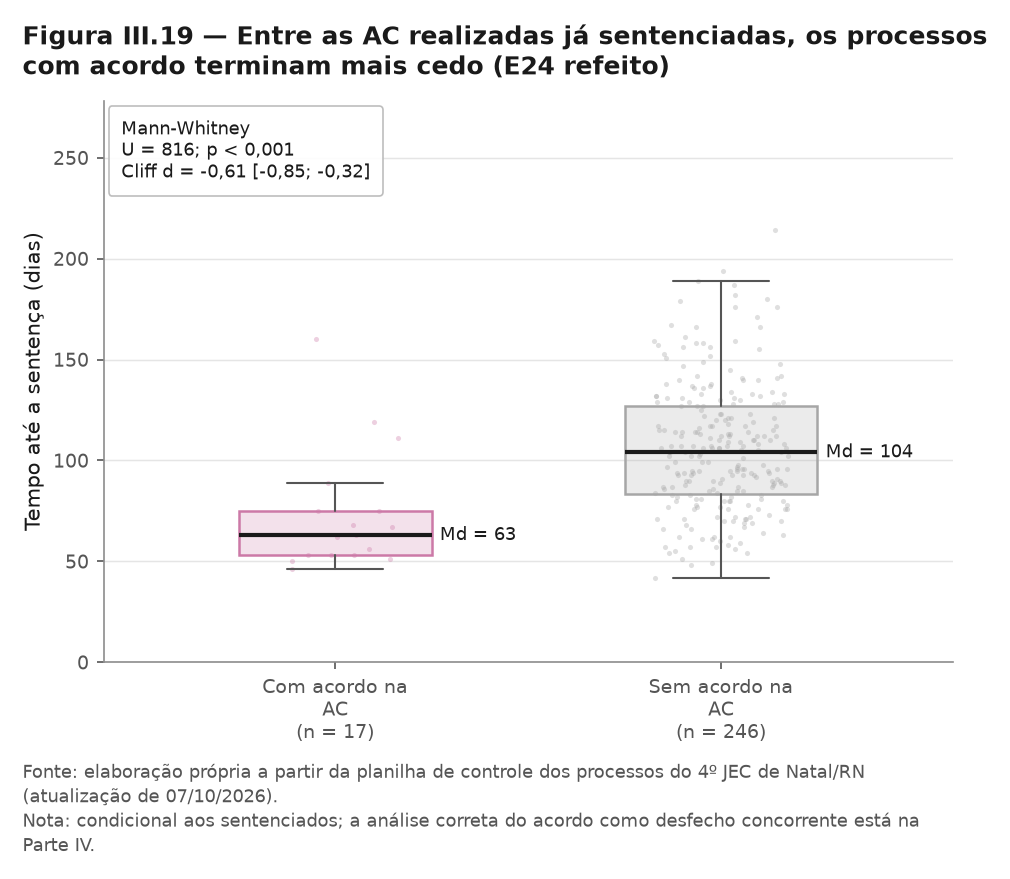 Figura III.19 — Entre as AC realizadas já sentenciadas, os processos
com acordo terminam mais cedo (E24 refeito)
Mann-Whitney
U = 816; p < 0,001
Cliff d = -0,61 [-0,85; -0,32]
Tempo até a sentença (dias)
250
200
150
100
50
0
Md = 63
Md = 104
Com acordo na
AC
(n = 17)
Sem acordo na
AC
(n = 246)
Fonte: elaboração própria a partir da planilha de controle dos processos do 4º JEC de Natal/RN
(atualização de 07/10/2026).
Nota: condicional aos sentenciados; a análise correta do acordo como desfecho concorrente está na
Parte IV.